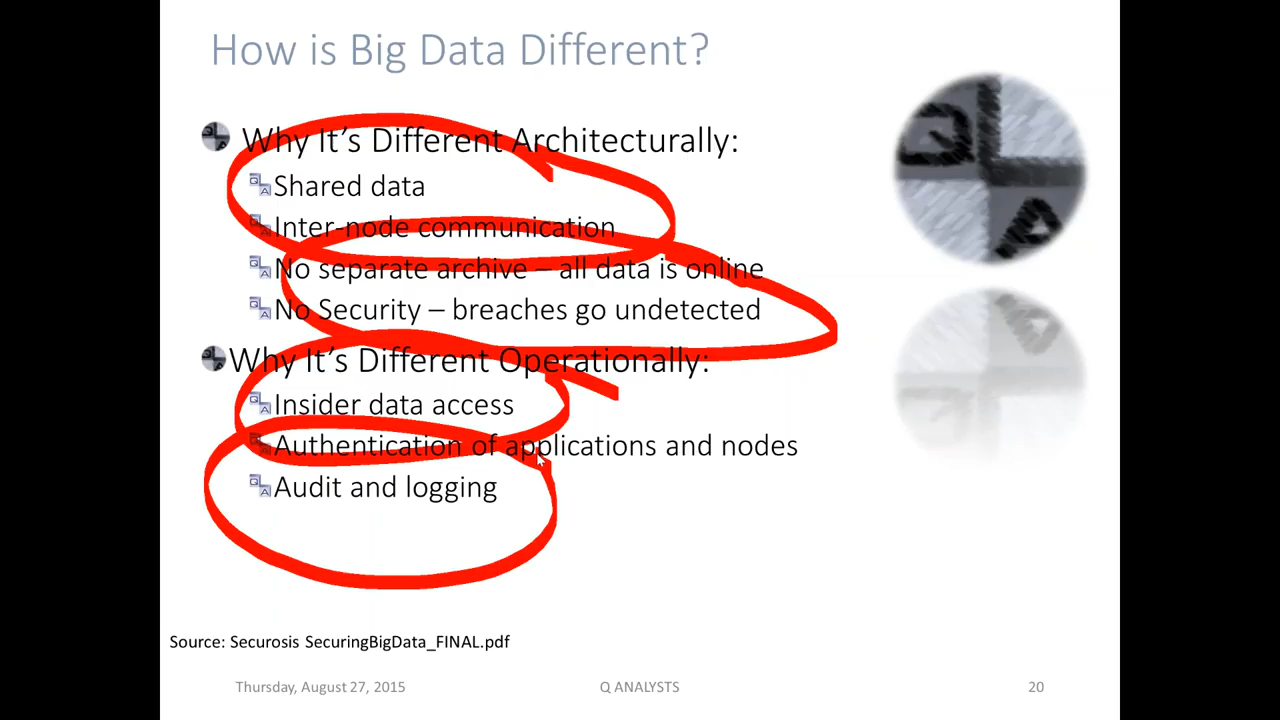 How is Big Data Different?
Why It's Different Architecturally:
Shared data
Inter-node communication
No separate archive – all data is online
No Security – breaches go undetected
Why It's Different Operationally:
Insider data access
Authentication of applications and nodes
Audit and logging
Source: Securosis SecuringBigData_FINAL.pdf
Thursday, August 27, 2015 Q ANALYSTS 20
Q
A